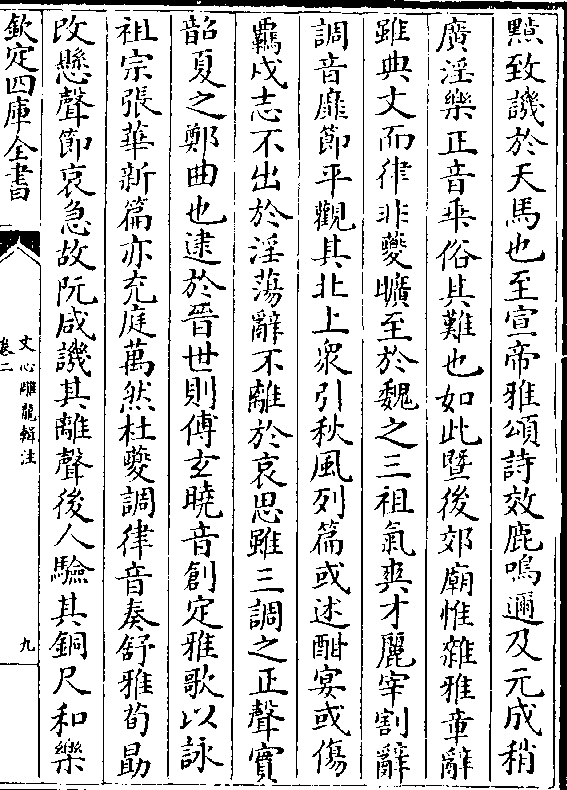 黯致譏於天馬也至宣帝雅頌詩效鹿鳴邇及元成稍
廣淫樂正音乖俗其難也如此暨後郊廟惟雜雅章辭
雖典文而律非夔曠至於魏之三祖氣爽才麗宰割辭
調音靡節平觀其北上衆引秋風列篇或述酣宴或傷
羇戍志不出於淫蕩辭不離於哀思雖三調之正聲實
韶夏之鄭曲也逮於晉世則傅玄曉音創定雅歌以詠
祖宗張華新篇亦充庭萬然杜夔調律音奏舒雅荀勗
改懸聲節哀急故阮咸譏其離聲後人驗其銅尺和樂
欽定四庫全書
文心雕龍輯注
卷二
九